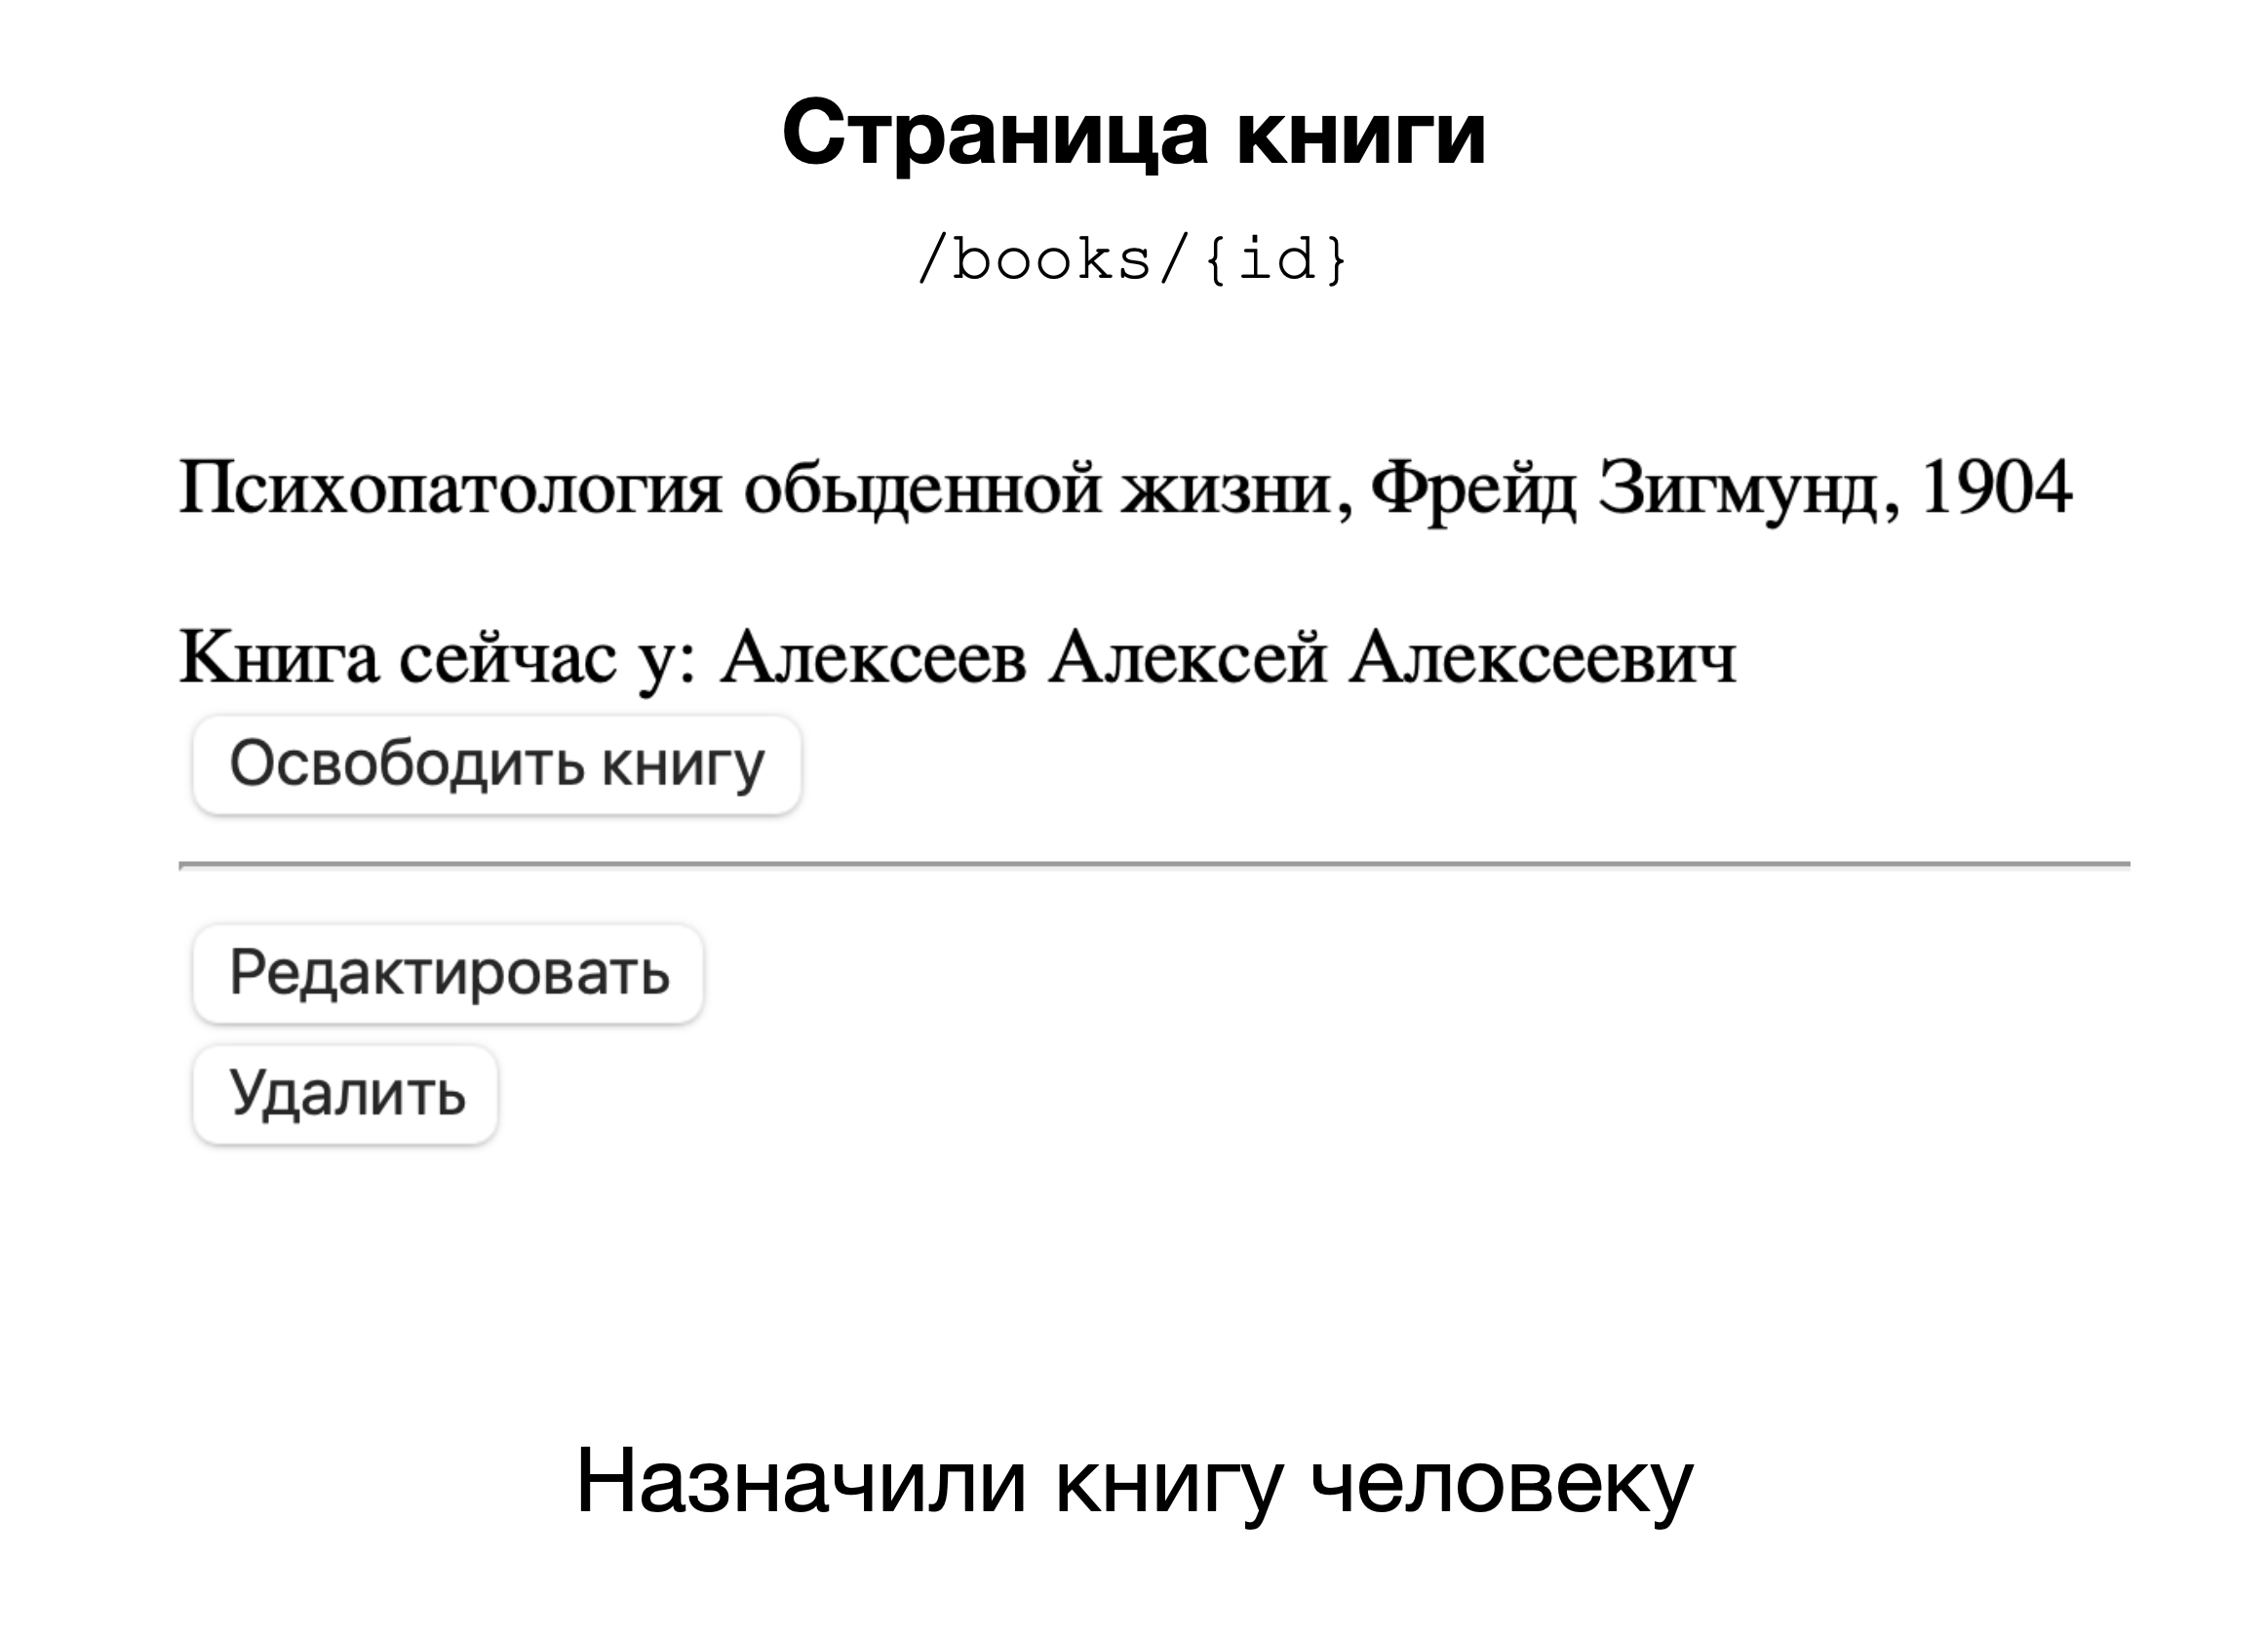 Страница книги
/books/{id}
Психопатология обыденной жизни, Фрейд Зигмунд, 1904
Книга сейчас у: Алексеев Алексей Алексеевич
Освободить книгу
Редактировать
Удалить
Назначили книгу человеку